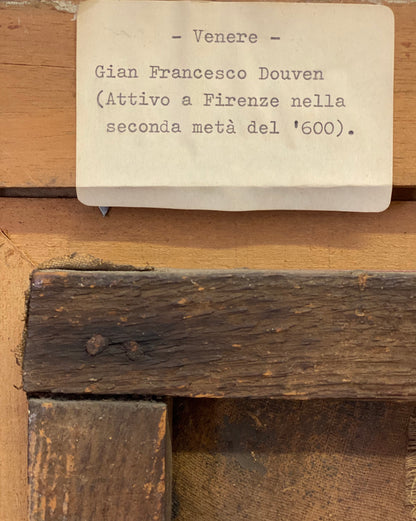 - Venere -
Gian Francesco Douven
(Attivo a Firenze nella
seconda metà del '600).